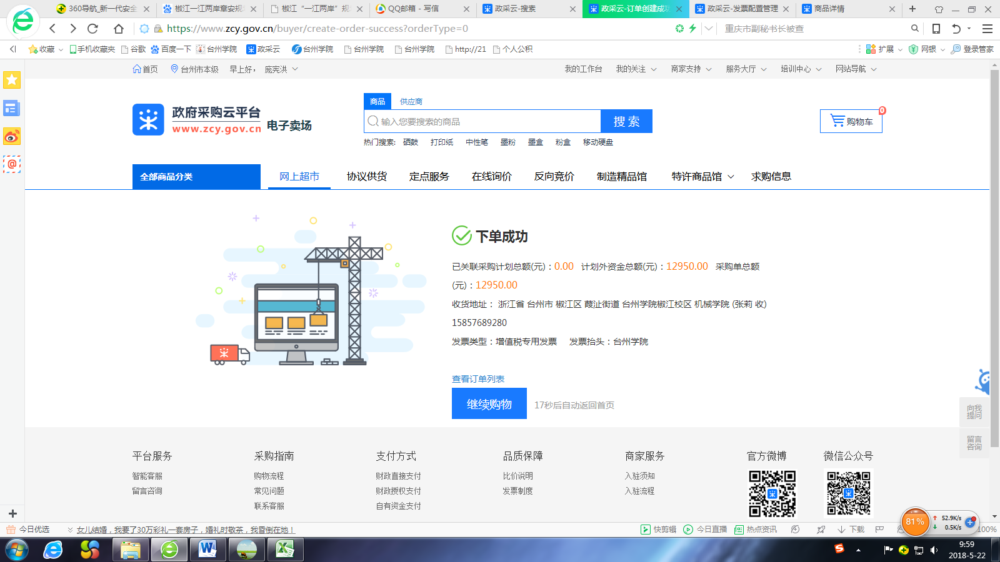 360导航_新一代安全
椒江一江两岸章安规
椒江“一江两岸”规
QQ邮箱 - 写信
政采云-搜索
政采云-订单创建成功
政采云-发票配置管理
商品详情
https://www.zcy.gov.cn/buyer/create-order-success?orderType=0
重庆市副秘书长被查
收藏
手机收藏夹
谷歌
百度一下
台州学院
政采云
台州学院
台州学院
台州学院
http://21
个人公积
扩展
网银
登录管家
首页
台州市本级
早上好，
庞宪洪
我的工作台
我的关注
商家支持
服务大厅
培训中心
网站导航
政府采购云平台
www.zcy.gov.cn
电子卖场
商品
供应商
输入您要搜索的商品
搜 索
0
购物车
热门搜索:
硒鼓
打印纸
中性笔
墨粉
墨盒
粉盒
移动硬盘
全部商品分类
网上超市
协议供货
定点服务
在线询价
反向竞价
制造精品馆
特许商品馆
求购信息
下单成功
已关联采购计划总额(元)：0.00 计划外资金总额(元)：12950.00 采购单总额
(元)：12950.00
收货地址： 浙江省 台州市 椒江区 葭沚街道 台州学院椒江校区 机械学院 (张莉 收)
15857689280
发票类型：增值税专用发票 发票抬头：台州学院
查看订单列表
继续购物
17秒后自动返回首页
向我
提问
留言
咨询
平台服务
智能客服
留言咨询
采购指南
购物流程
常见问题
联系客服
支付方式
财政直接支付
财政授权支付
自有资金支付
品质保障
比价说明
发票制度
商家服务
入驻须知
入驻流程
官方微博
微信公众号
81%
52.9K/s
0.5K/s
今日优选
女儿结婚，我要了30万彩礼一套房子，婚礼时敬茶，我昏倒在地！
快剪辑
今日直播
热点资讯
下载
100%
9:59
2018-5-22